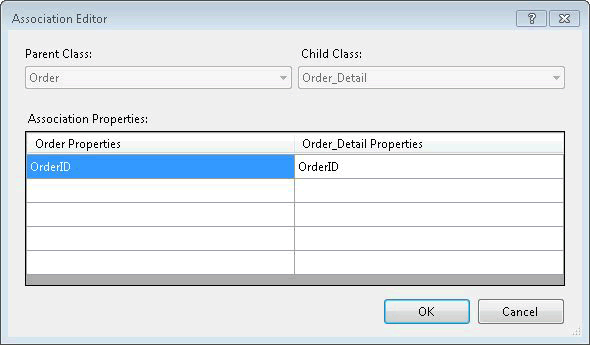 Association Editor
Parent Class: Child Class:
Order Order_Detail
Association Properties:
Order Properties Order_Detail Properties
OrderID OrderID
OK Cancel